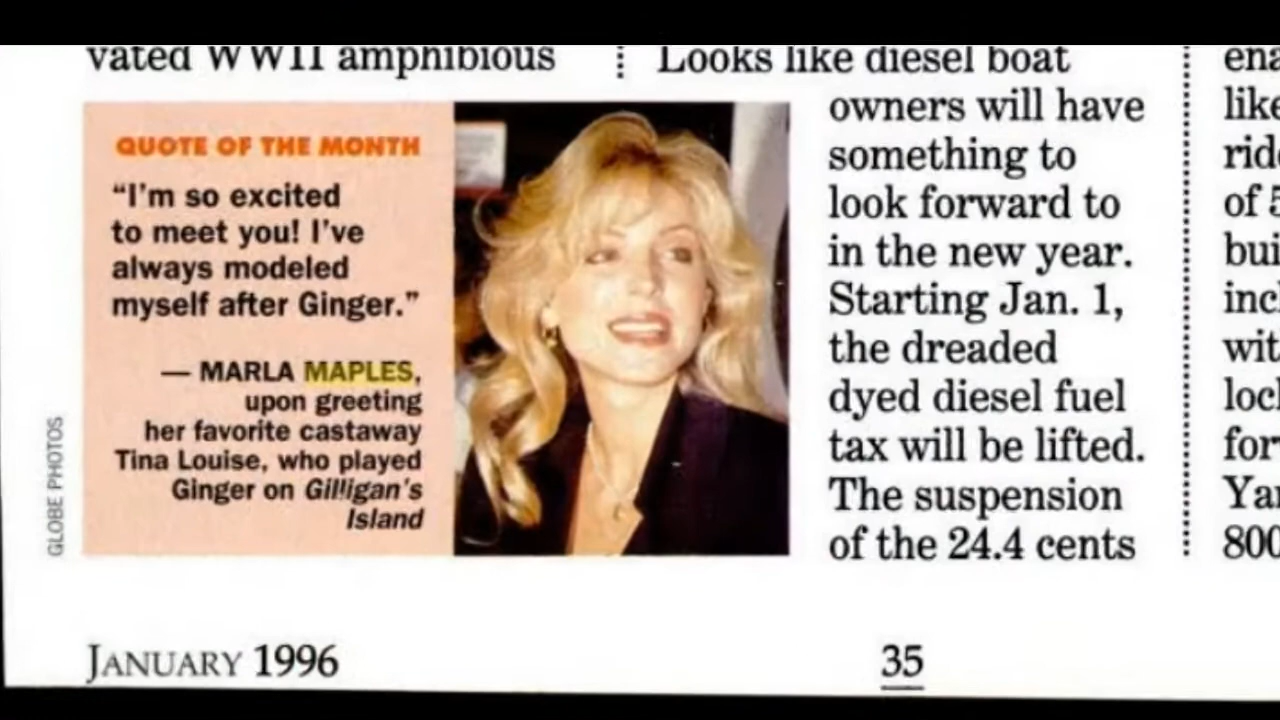 vated WWII amphibious
QUOTE OF THE MONTH
“I’m so excited
to meet you! I’ve
always modeled
myself after Ginger.”
— MARLA MAPLES,
upon greeting
her favorite castaway
Tina Louise, who played
Ginger on Gilligan’s
Island
GLOBE PHOTOS
Looks like diesel boat
owners will have
something to
look forward to
in the new year.
Starting Jan. 1,
the dreaded
dyed diesel fuel
tax will be lifted.
The suspension
of the 24.4 cents
of
for
800
JANUARY 1996
35